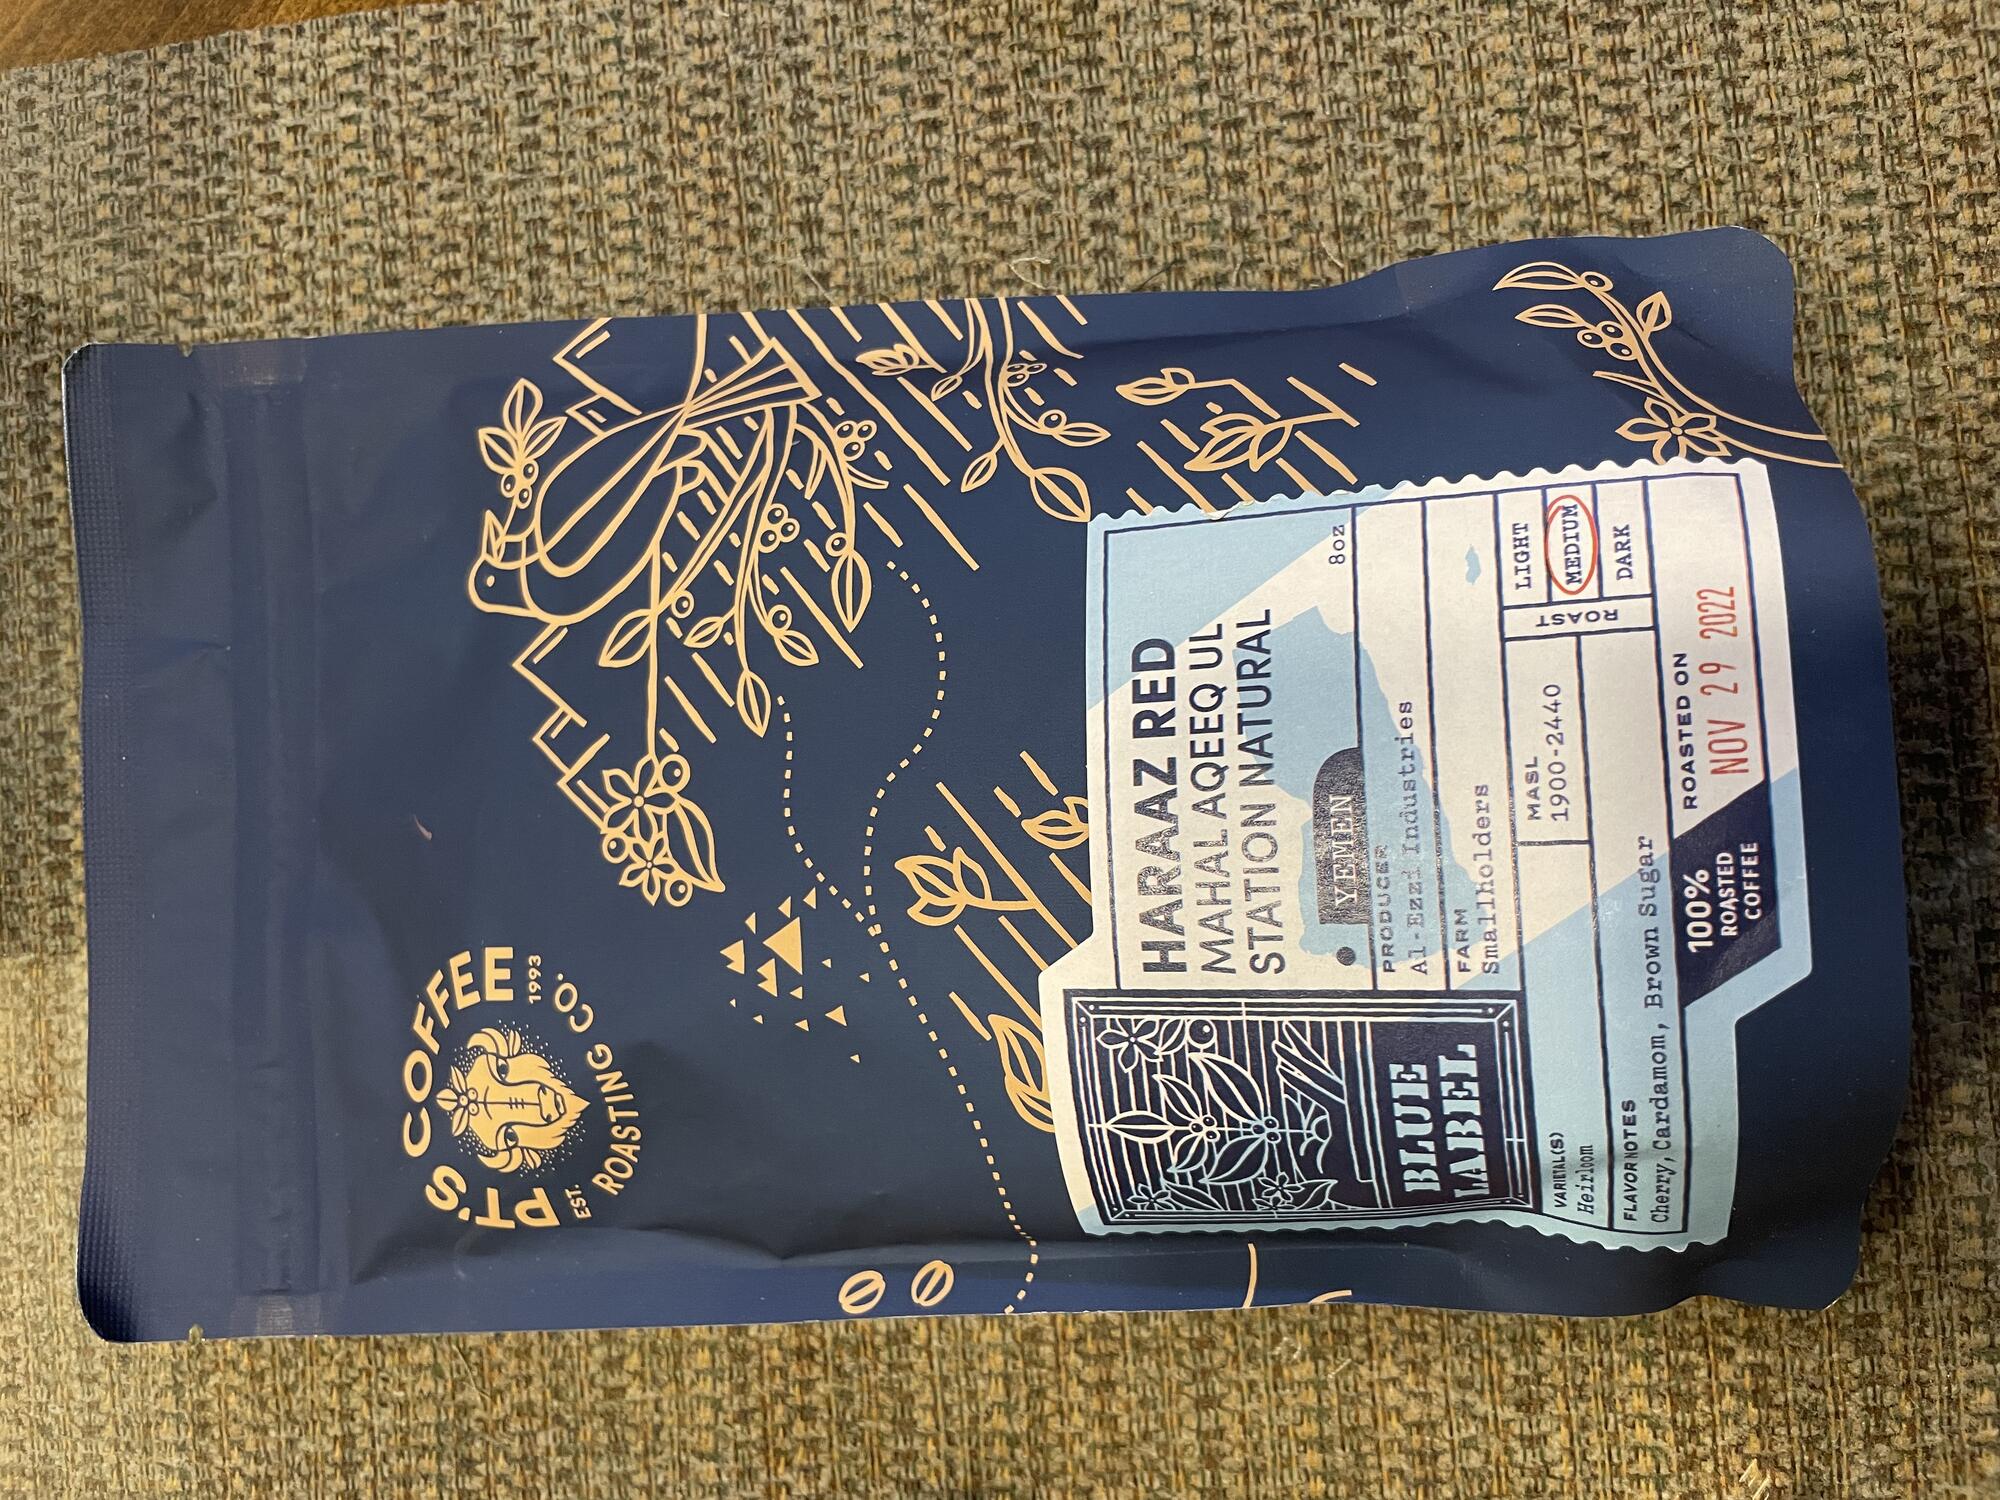 PT'S COFFEE
EST. 1993
ROASTING CO.
HARAAZ RED
MAHAL AQEEQ UL
STATION NATURAL
YEMEN
8oz
BLUE
LABEL
PRODUCER
Al-Ezzi Industries
FARM
Smallholders
VARIETAL(S)
Heirloom
MASL
1900-2440
ROAST
LIGHT
MEDIUM
DARK
FLAVOR NOTES
Cherry, Cardamom, Brown Sugar
100%
ROASTED
COFFEE
ROASTED ON
NOV 29 2022